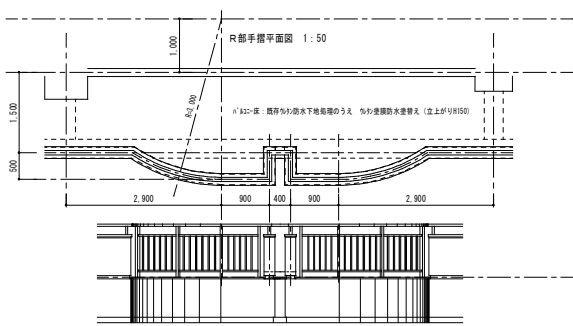 R部手摺平面図 1：50
1,000
R=3,000
1,500
ﾊﾞﾙｺﾆｰ床：既存ｳﾚﾀﾝ防水下地処理のうえ ｳﾚﾀﾝ塗膜防水塗替え（立上がりH150）
500
2,900 900 400 900 2,900